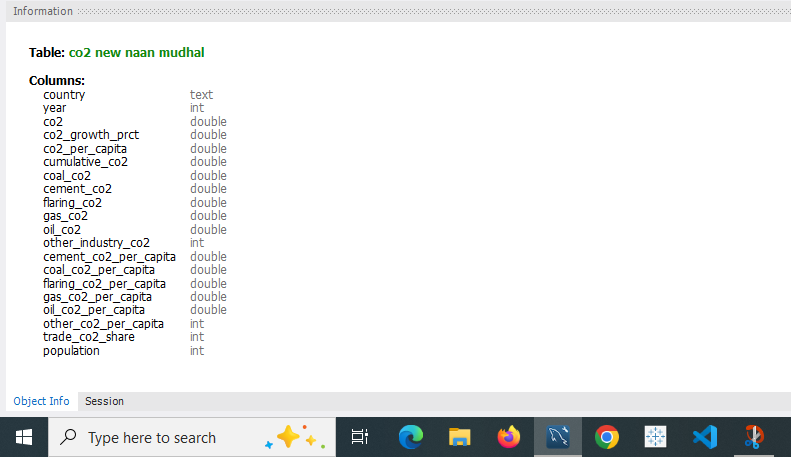 Information
Table: co2 new naan mudhal
Columns:
country text
year int
co2 double
co2_growth_prct double
co2_per_capita double
cumulative_co2 double
coal_co2 double
cement_co2 double
flaring_co2 double
gas_co2 double
oil_co2 double
other_industry_co2 int
cement_co2_per_capita double
coal_co2_per_capita double
flaring_co2_per_capita double
gas_co2_per_capita double
oil_co2_per_capita double
other_co2_per_capita int
trade_co2_share int
population int
Object Info Session
Type here to search